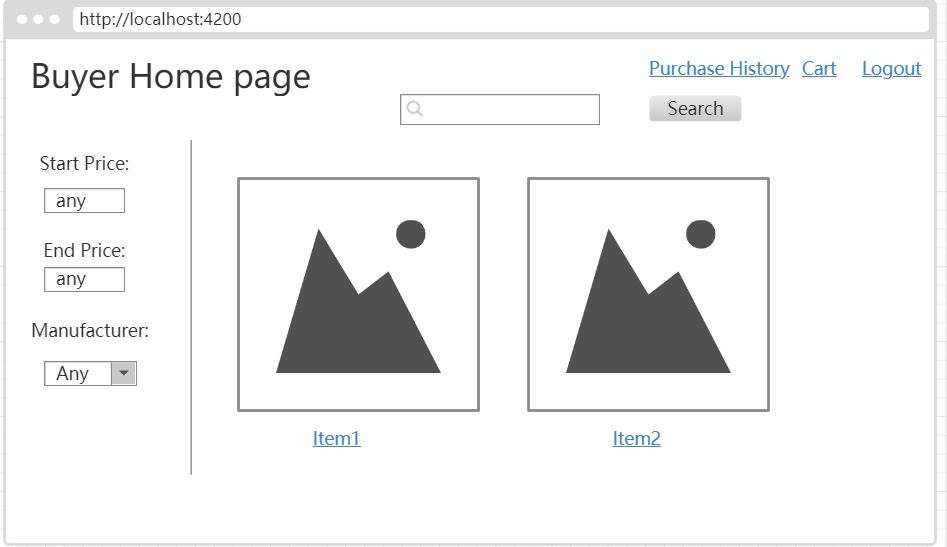 http://localhost:4200
Buyer Home page
Purchase History Cart Logout
Search
Start Price:
any
End Price:
any
Manufacturer:
Any
Item1 Item2